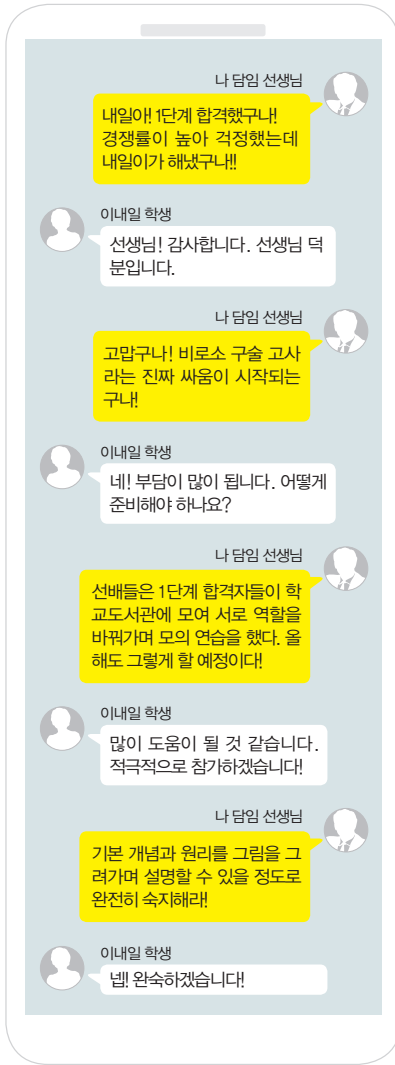 나 담임 선생님
내일아! 1단계 합격했구나!
경쟁률이 높아 걱정했는데
내일이가 해냈구나!!
이내일 학생
선생님! 감사합니다. 선생님 덕
분입니다.
나 담임 선생님
고맙구나! 비로소 구술 고사
라는 진짜 싸움이 시작되는
구나!
이내일 학생
네! 부담이 많이 됩니다. 어떻게
준비해야 하나요?
나 담임 선생님
선배들은 1단계 합격자들이 학
교도서관에 모여 서로 역할을
바꿔가며 모의 연습을 했다. 올
해도 그렇게 할 예정이다!
이내일 학생
많이 도움이 될 것 같습니다.
적극적으로 참가하겠습니다!
나 담임 선생님
기본 개념과 원리를 그림을 그
려가며 설명할 수 있을 정도로
완전히 숙지해라!
이내일 학생
넵! 완숙하겠습니다!